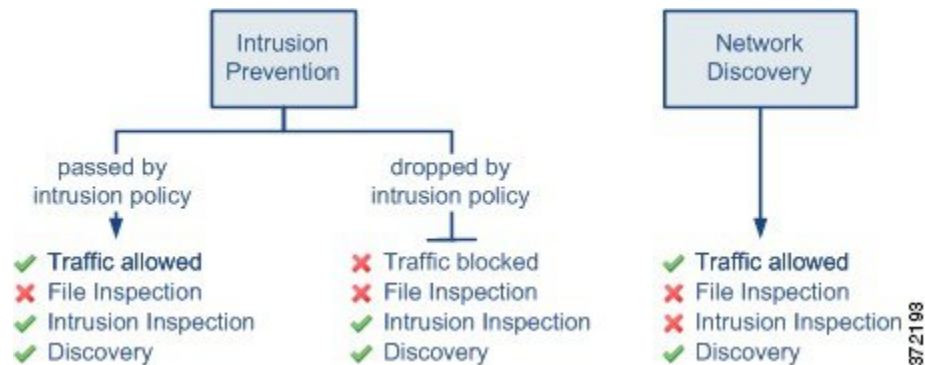 Intrusion
Prevention
Network
Discovery
passed by
intrusion policy
dropped by
intrusion policy
Traffic allowed
File Inspection
Intrusion Inspection
Discovery
Traffic blocked
File Inspection
Intrusion Inspection
Discovery
Traffic allowed
File Inspection
Intrusion Inspection
Discovery
372193